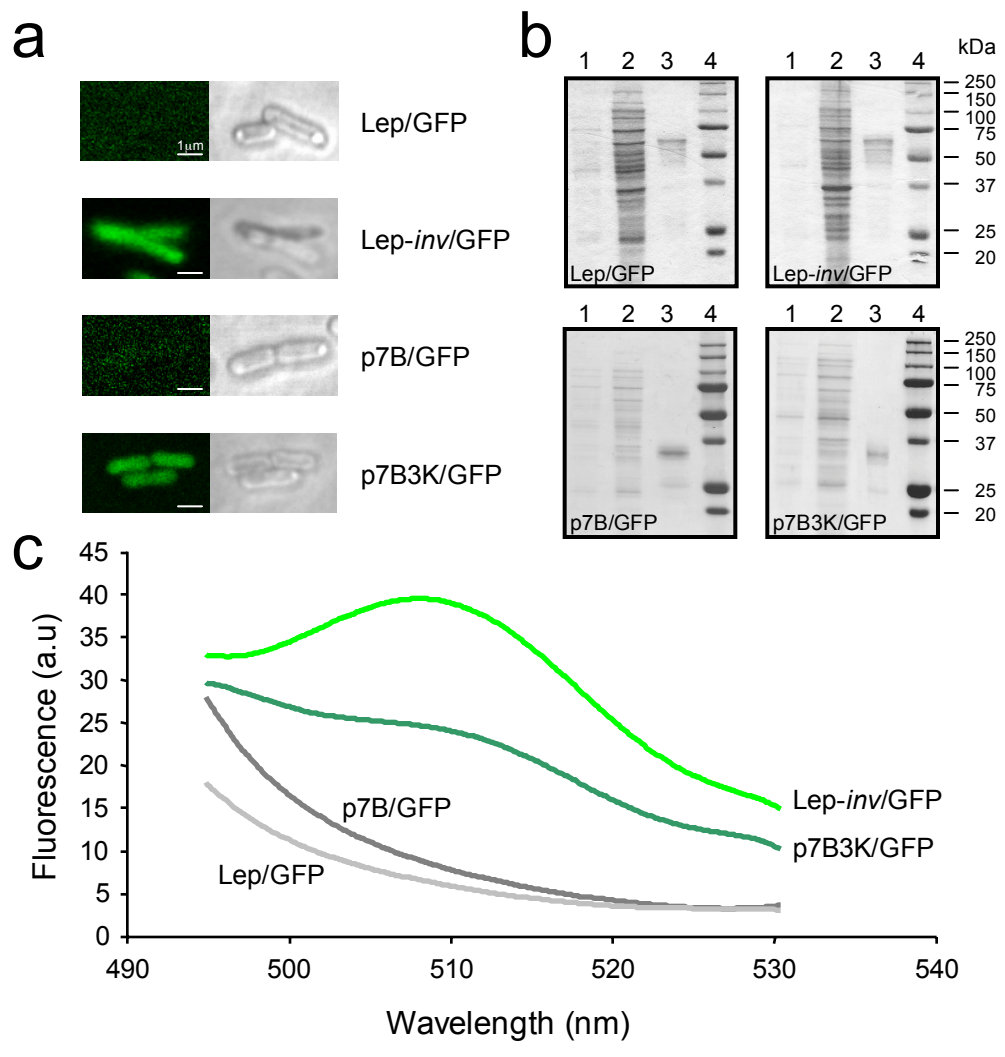 a
1μm
Lep/GFP
Lep-inv/GFP
p7B/GFP
p7B3K/GFP
b
1 2 3 4
1 2 3 4
kDa
250
150
100
75
50
37
25
20
Lep/GFP
Lep-inv/GFP
1 2 3 4
1 2 3 4
250
150
100
75
50
37
25
20
p7B/GFP
p7B3K/GFP
c
Fluorescence (a.u)
45
40
35
30
25
20
15
10
5
0
p7B/GFP
Lep/GFP
Lep-inv/GFP
p7B3K/GFP
490 500 510 520 530 540
Wavelength (nm)